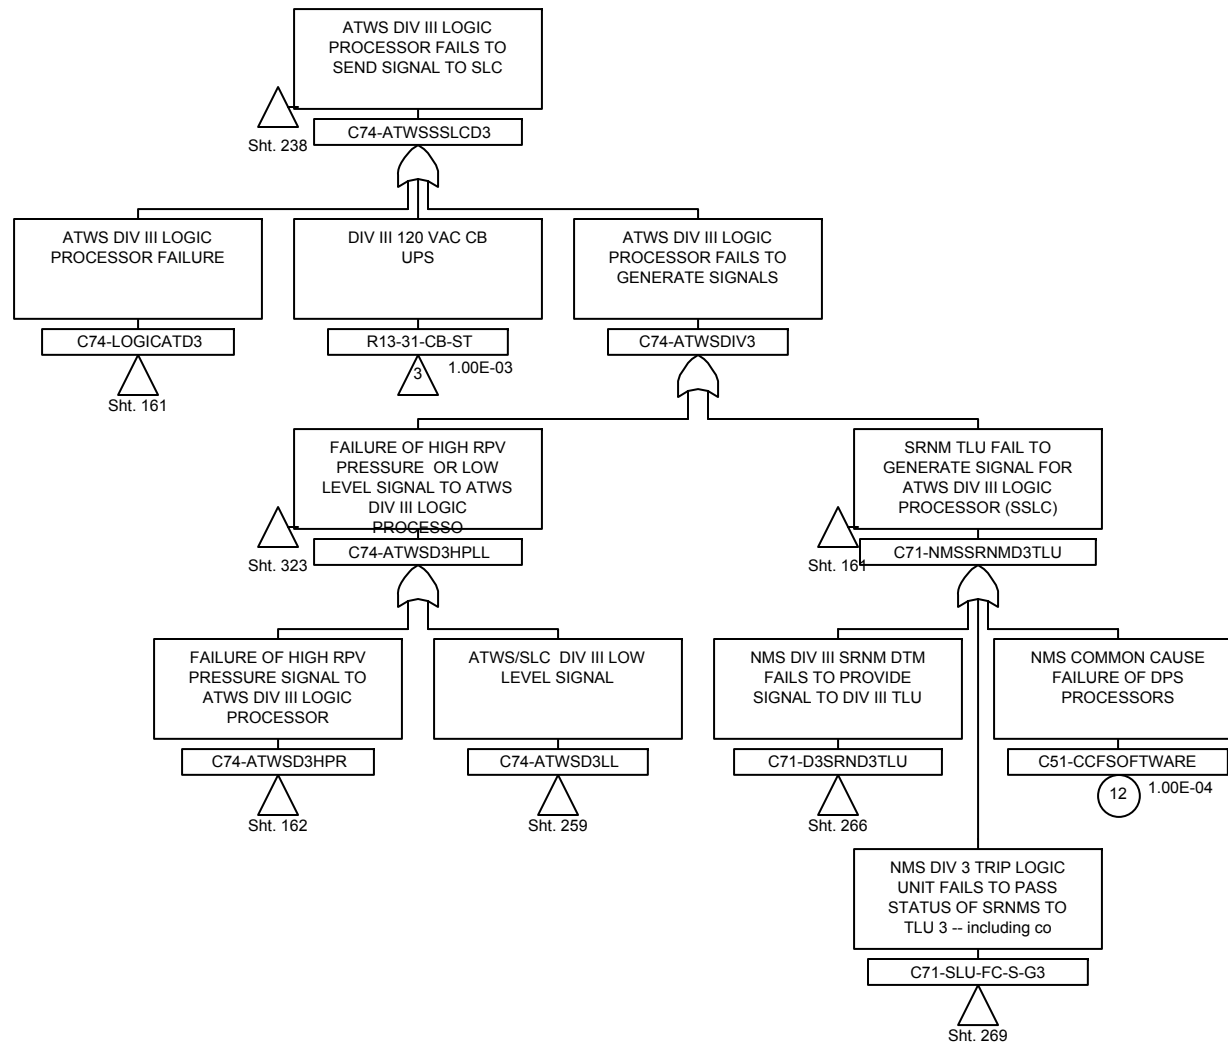 ATWS DIV III LOGIC
PROCESSOR FAILS TO
SEND SIGNAL TO SLC
C74-ATWSSSLCD3
Sht. 238
ATWS DIV III LOGIC
PROCESSOR FAILURE
C74-LOGICATD3
Sht. 161
DIV III 120 VAC CB
UPS
R13-31-CB-ST
3
1.00E-03
ATWS DIV III LOGIC
PROCESSOR FAILS TO
GENERATE SIGNALS
C74-ATWSDIV3
FAILURE OF HIGH RPV
PRESSURE  OR LOW
LEVEL SIGNAL TO ATWS
DIV III LOGIC
PROCESSO
C74-ATWSD3HPLL
Sht. 323
SRNM TLU FAIL TO
GENERATE SIGNAL FOR
ATWS DIV III LOGIC
PROCESSOR (SSLC)
C71-NMSSRNMD3TLU
Sht. 161
FAILURE OF HIGH RPV
PRESSURE SIGNAL TO
ATWS DIV III LOGIC
PROCESSOR
C74-ATWSD3HPR
Sht. 162
ATWS/SLC  DIV III LOW
LEVEL SIGNAL
C74-ATWSD3LL
Sht. 259
NMS DIV III SRNM DTM
FAILS TO PROVIDE
SIGNAL TO DIV III TLU
C71-D3SRND3TLU
Sht. 266
NMS COMMON CAUSE
FAILURE OF DPS
PROCESSORS
C51-CCFSOFTWARE
12
1.00E-04
NMS DIV 3 TRIP LOGIC
UNIT FAILS TO PASS
STATUS OF SRNMS TO
TLU 3 -- including co
C71-SLU-FC-S-G3
Sht. 269